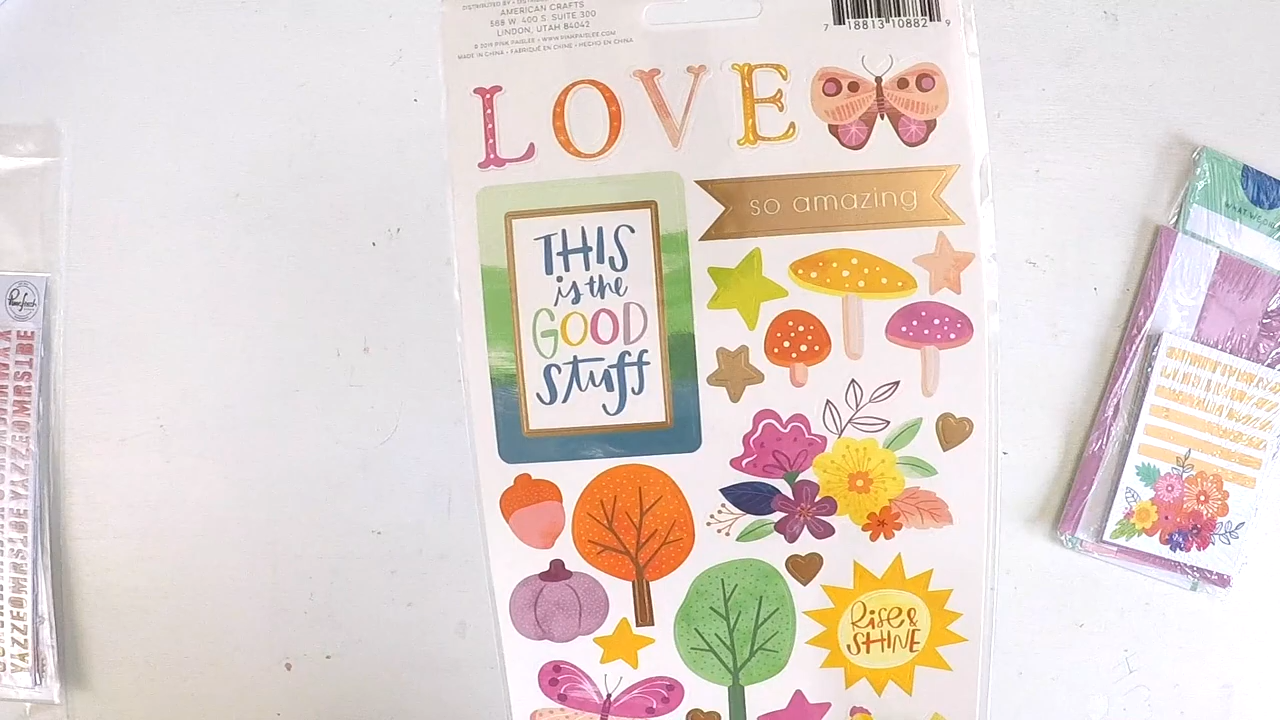 AMERICAN CRAFTS
588 W. 400 S. SUITE 300
LINDON, UTAH 84042
© 2019 PINK PAISLEE • WWW.PINKPAISLEE.COM
MADE IN CHINA • FABRIQUÉ EN CHINE • HECHO EN CHINA
7 18813 10882 9
LOVE
so amazing
THIS
is the
GOOD
stuff
Rise &
SHINE